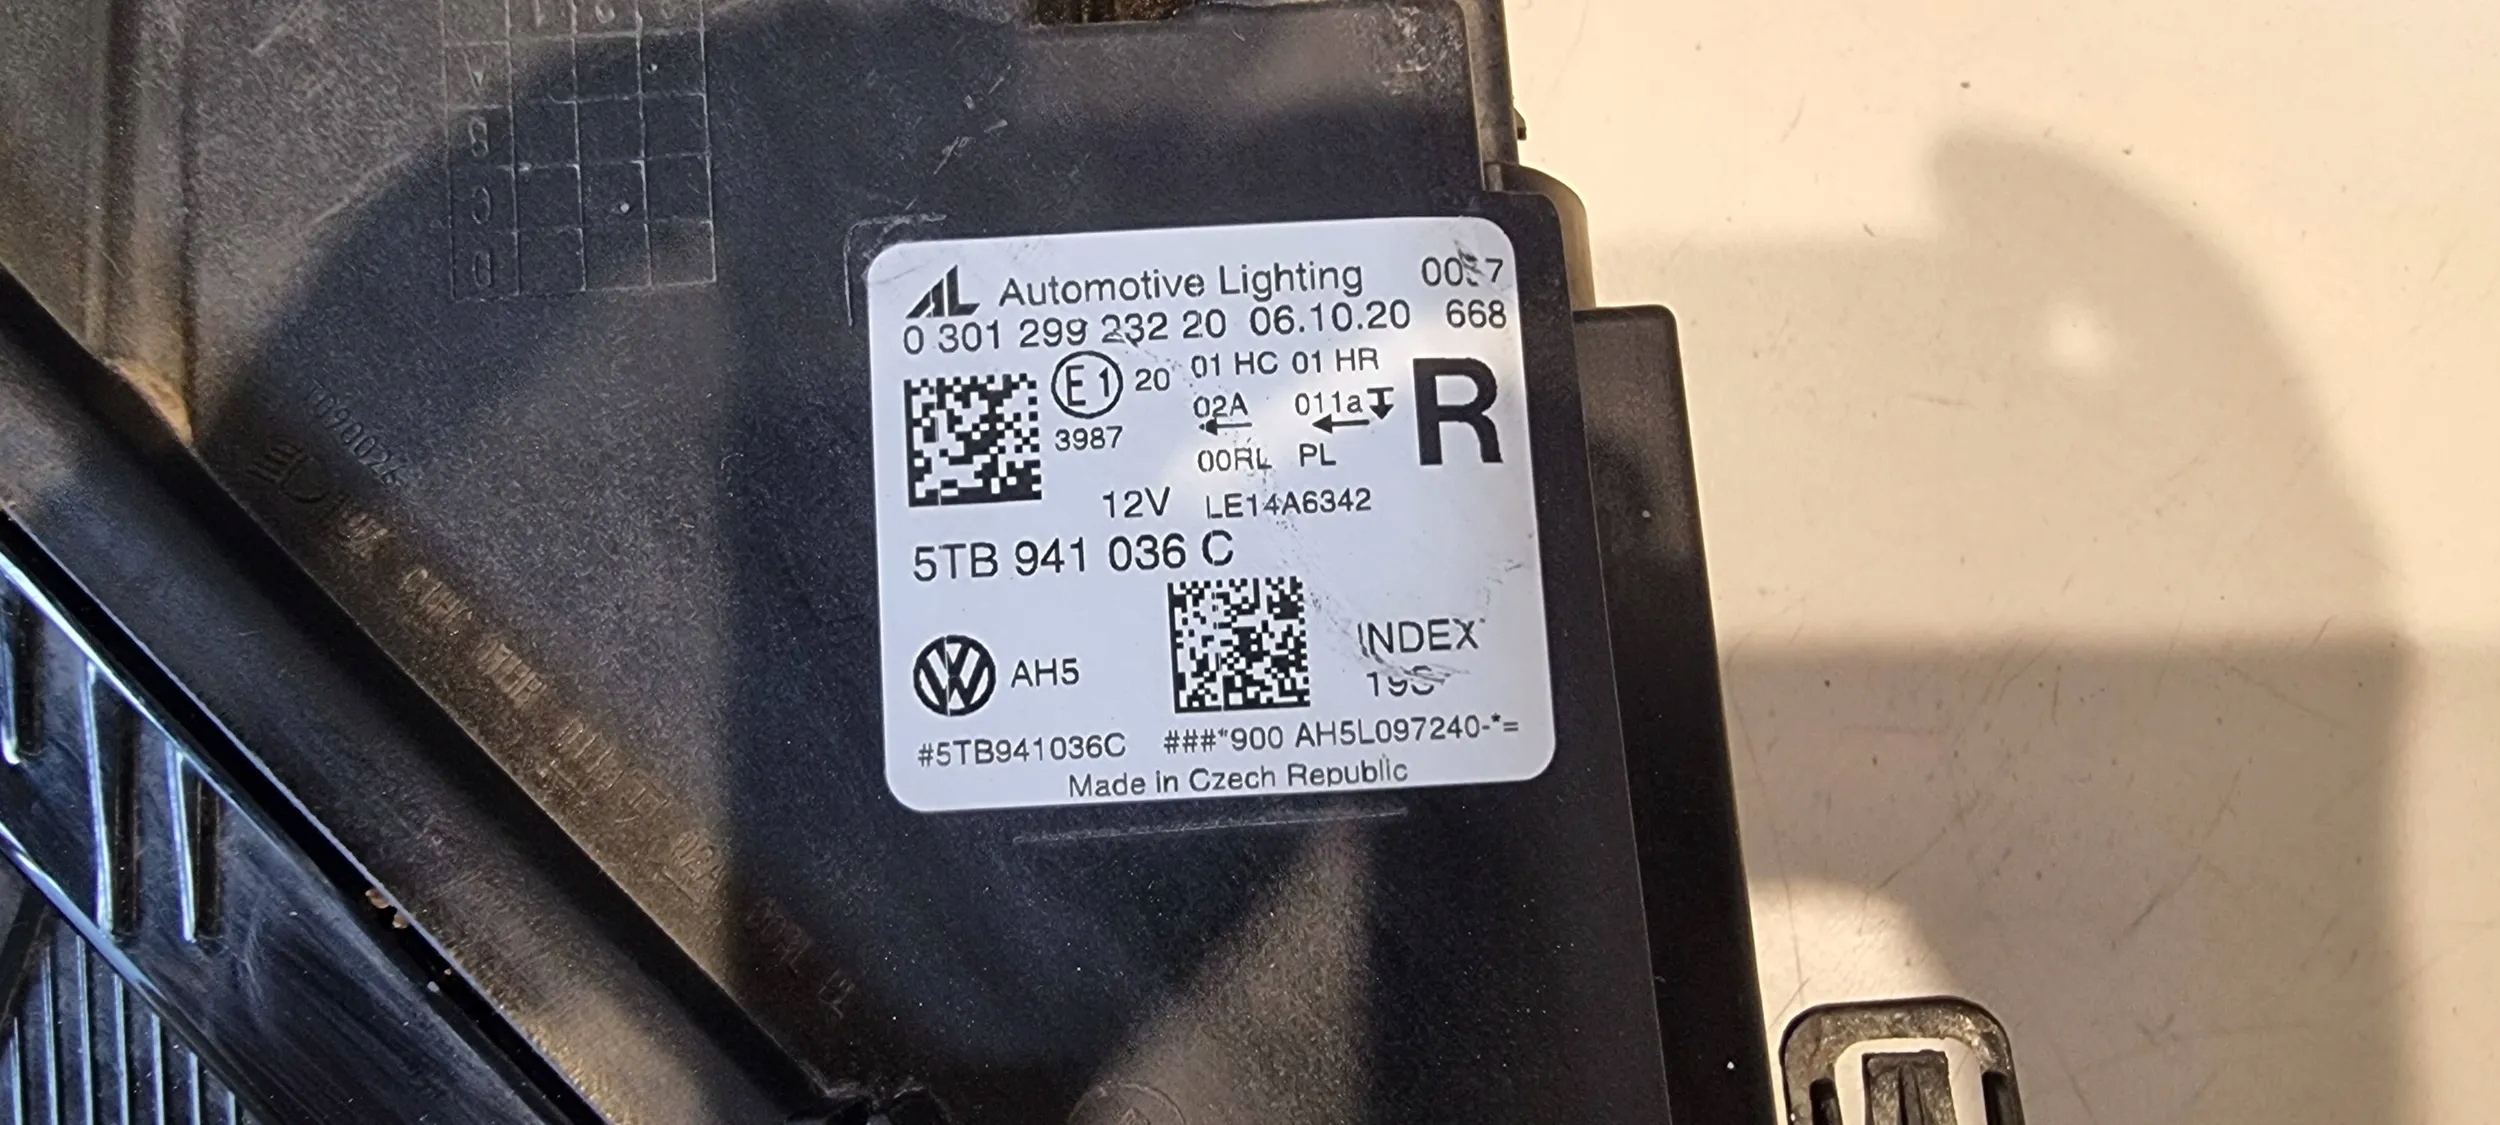 AL Automotive Lighting
0 301 299 232 20 06.10.20 668
E1 20 01 HC 01 HR
02A 011a
3987
00RL PL
R
12V LE14A6342
5TB 941 036 C
AH5
INDEX
#5TB941036C ###*900 AH5L097240-*=
Made in Czech Republic
A
B
C
D